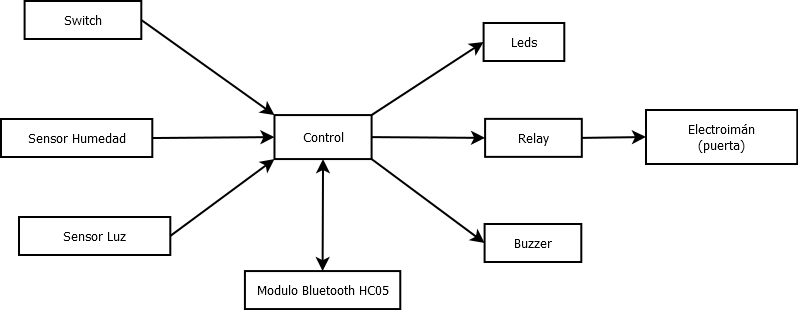 Switch
Leds
Sensor Humedad
Control
Relay
Electroimán
(puerta)
Sensor Luz
Buzzer
Modulo Bluetooth HC05